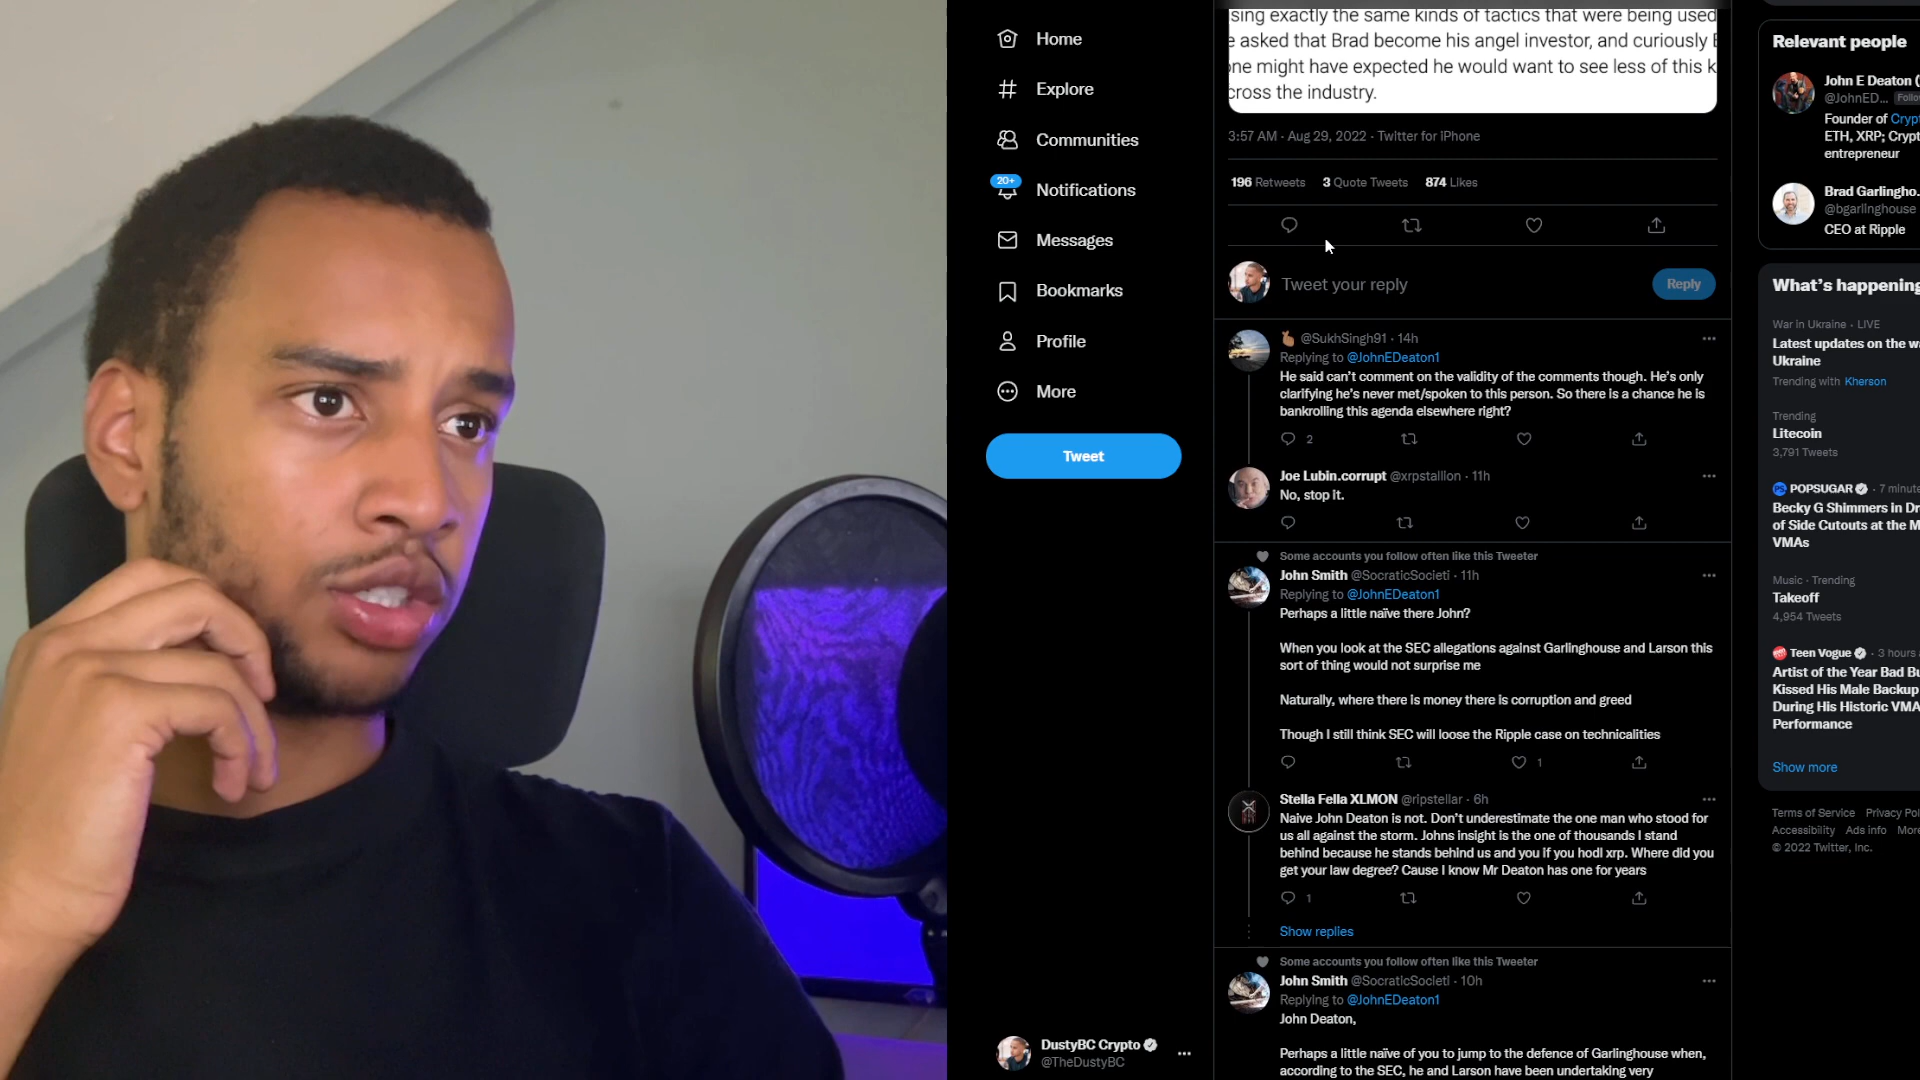 Home
Explore
Communities
20+
Notifications
Messages
Bookmarks
Profile
More
Tweet
DustyBC Crypto
@TheDustyBC
sing exactly the same kinds of tactics that were being used
e asked that Brad become his angel investor, and curiously
ne might have expected he would want to see less of this k
cross the industry.
3:57 AM · Aug 29, 2022 · Twitter for iPhone
196 Retweets 3 Quote Tweets 874 Likes
Tweet your reply
Reply
@SukhSingh91 · 14h
Replying to @JohnEDeaton1
He said can't comment on the validity of the comments though. He's only
clarifying he's never met/spoken to this person. So there is a chance he is
bankrolling this agenda elsewhere right?
2
Joe Lubin.corrupt @xrpstallion · 11h
No, stop it.
Some accounts you follow often like this Tweeter
John Smith @SocraticSocieti · 11h
Replying to @JohnEDeaton1
Perhaps a little naïve there John?
When you look at the SEC allegations against Garlinghouse and Larson this
sort of thing would not surprise me
Naturally, where there is money there is corruption and greed
Though I still think SEC will loose the Ripple case on technicalities
1
Stella Fella XLMON @ripstellar · 6h
Naive John Deaton is not. Don't underestimate the one man who stood for
us all against the storm. Johns insight is the one of thousands I stand
behind because he stands behind us and you if you hodl xrp. Where did you
get your law degree? Cause I know Mr Deaton has one for years
1
Show replies
Some accounts you follow often like this Tweeter
John Smith @SocraticSocieti · 10h
Replying to @JohnEDeaton1
John Deaton,
Perhaps a little naïve of you to jump to the defence of Garlinghouse when,
according to the SEC, he and Larson have been undertaking very
Relevant people
John E Deaton (
@JohnED... Follo
Founder of Crypt
ETH, XRP; Crypt
entrepreneur
Brad Garlingho...
@bgarlinghouse
CEO at Ripple
What's happening
War in Ukraine · LIVE
Latest updates on the wa
Ukraine
Trending with Kherson
Trending
Litecoin
3,791 Tweets
POPSUGAR · 7 minute
Becky G Shimmers in Dr
of Side Cutouts at the M
VMAs
Music · Trending
Takeoff
4,954 Tweets
Teen Vogue · 3 hours a
Artist of the Year Bad Bu
Kissed His Male Backup
During His Historic VMA
Performance
Show more
Terms of Service Privacy Pol
Accessibility Ads info More
© 2022 Twitter, Inc.